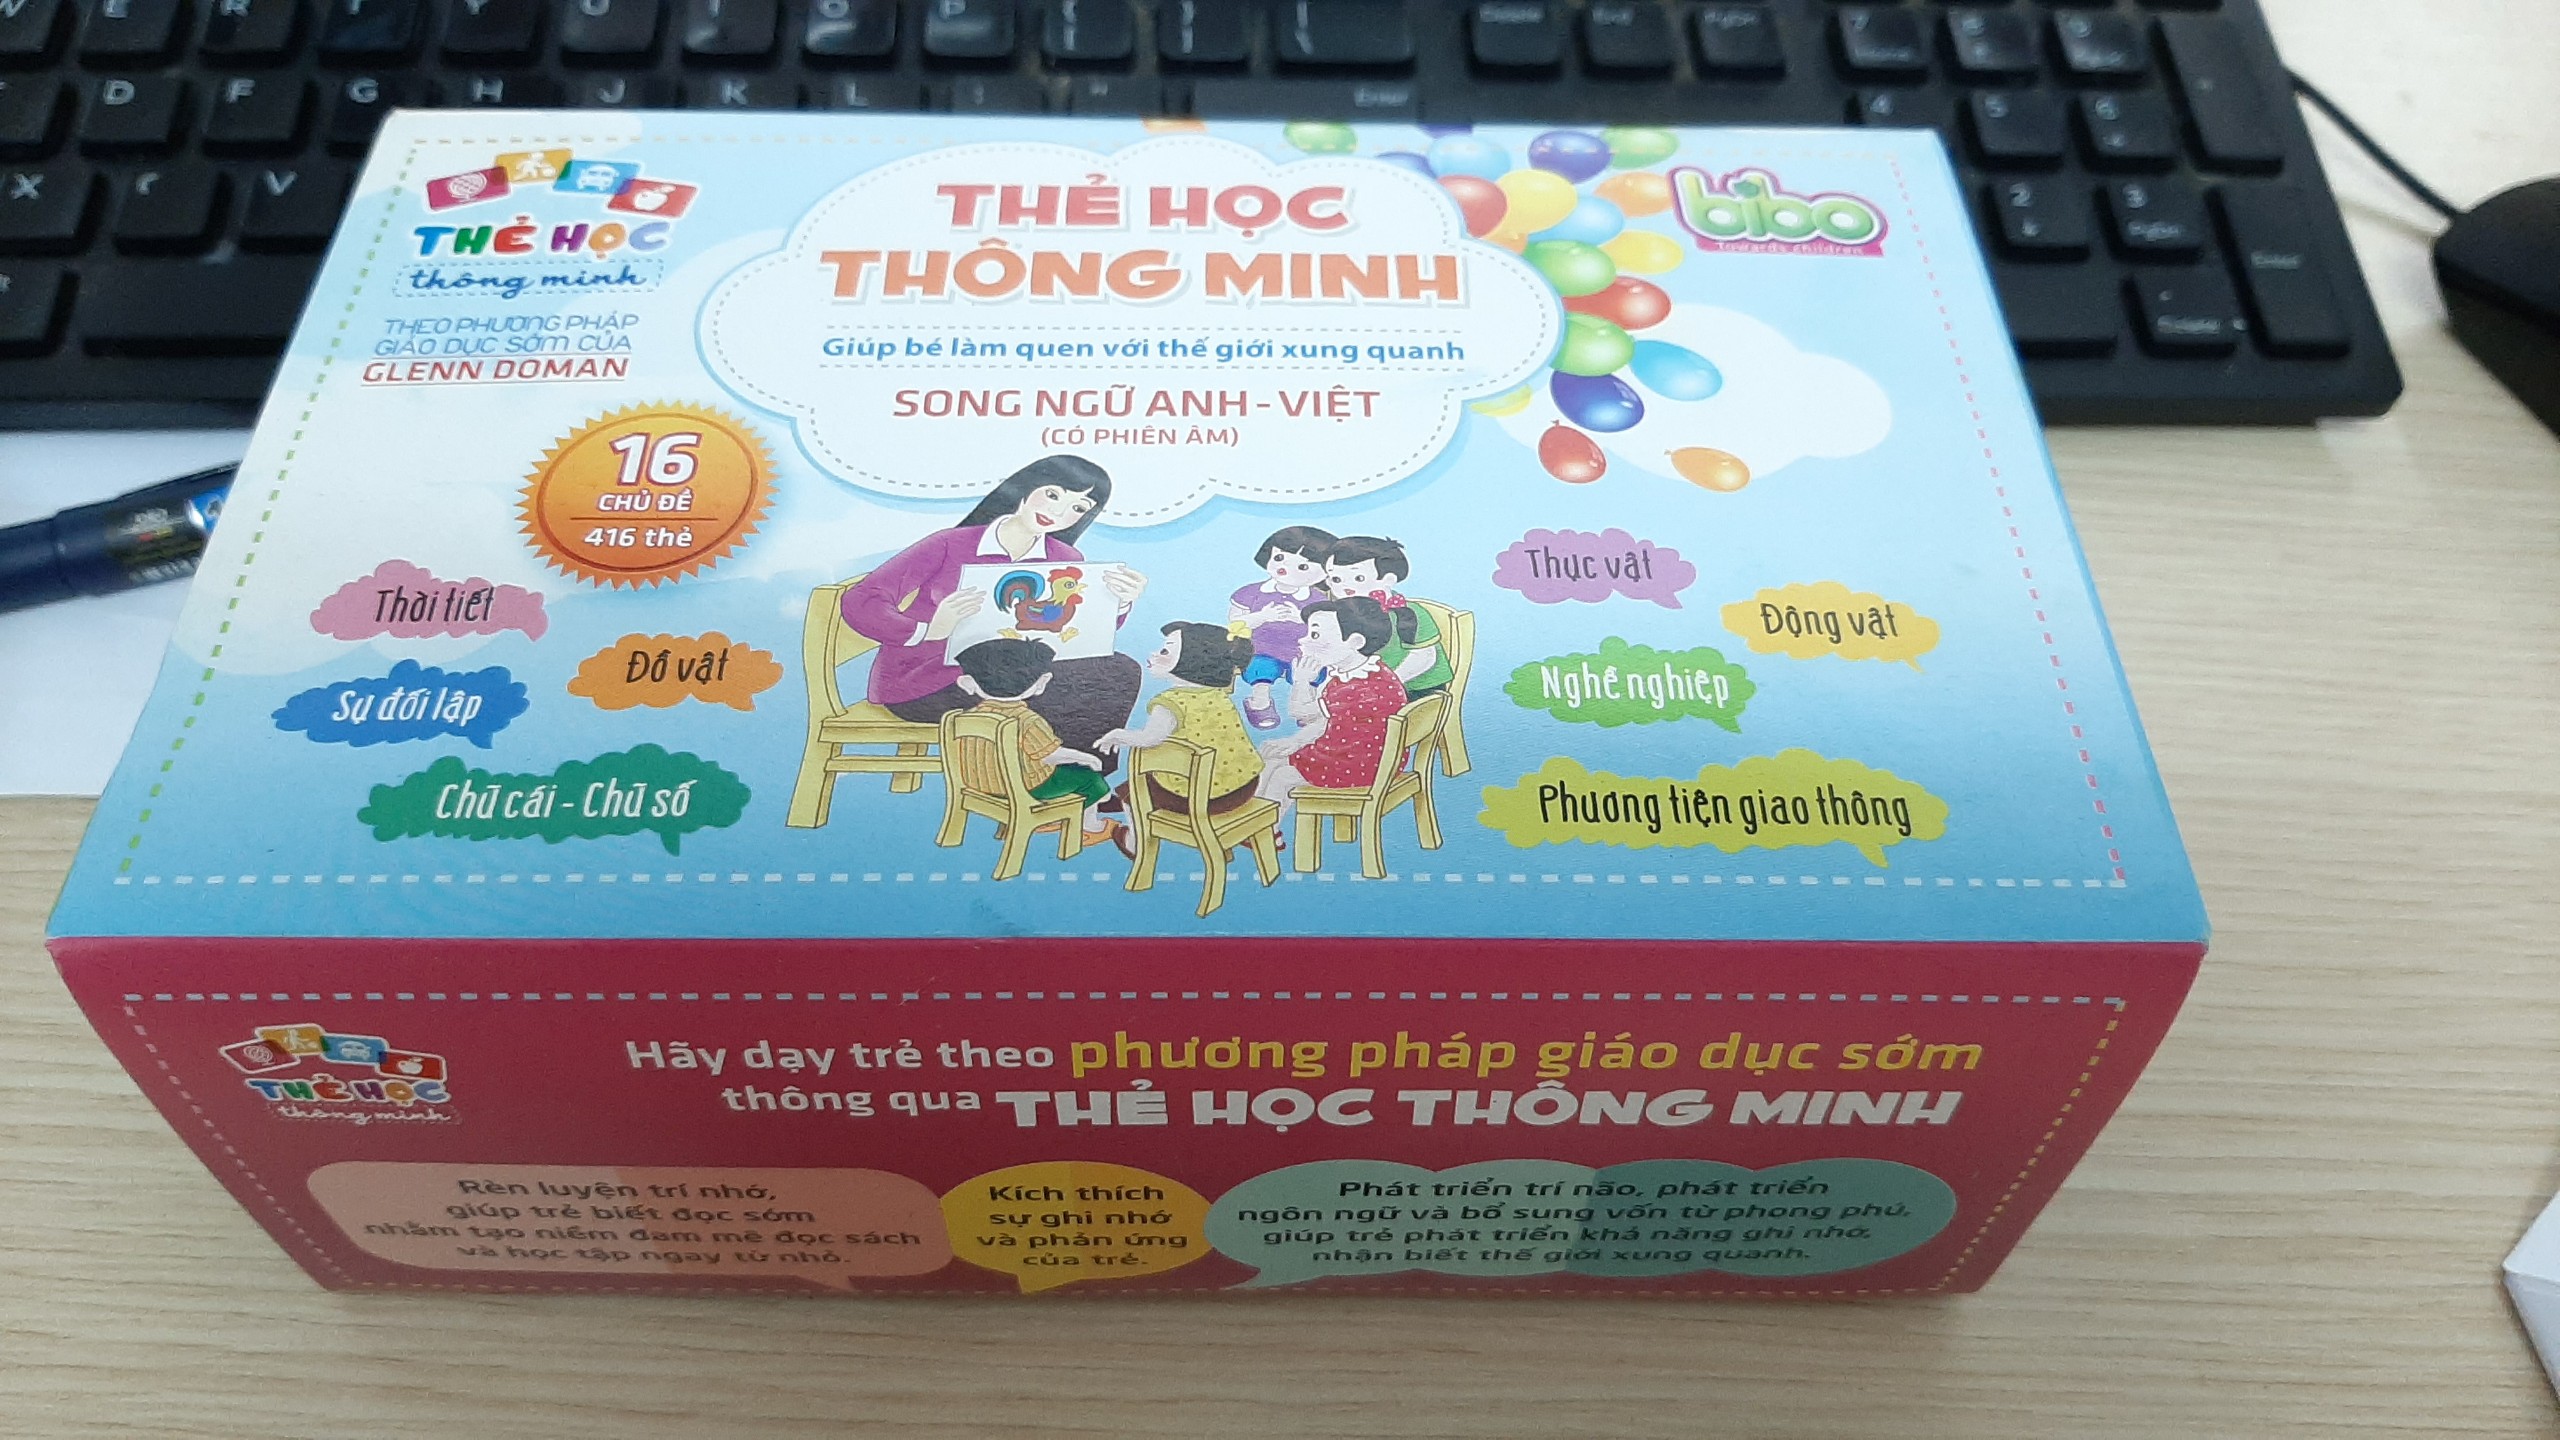 THẺ HỌC
thông minh
THEO PHƯƠNG PHÁP
GIÁO DỤC SỚM CỦA
GLENN DOMAN
THẺ HỌC
THÔNG MINH
Giúp bé làm quen với thế giới xung quanh
SONG NGỮ ANH - VIỆT
(CÓ PHIÊN ÂM)
bibo
Towards children
16
CHỦ ĐỀ
416 thẻ
Thời tiết
Đồ vật
Sự đối lập
Chữ cái - Chữ số
Thực vật
Động vật
Nghề nghiệp
Phương tiện giao thông
THẺ HỌC
thông minh
Hãy dạy trẻ theo phương pháp giáo dục sớm
thông qua THẺ HỌC THÔNG MINH
Rèn luyện trí nhớ,
giúp trẻ biết đọc sớm
nhằm tạo niềm đam mê đọc sách
và học tập ngay từ nhỏ.
Kích thích
sự ghi nhớ
và phản ứng
của trẻ.
Phát triển trí não, phát triển
ngôn ngữ và bổ sung vốn từ phong phú,
giúp trẻ phát triển khả năng ghi nhớ,
nhận biết thế giới xung quanh.
D F G H J K L
Enter
X C V